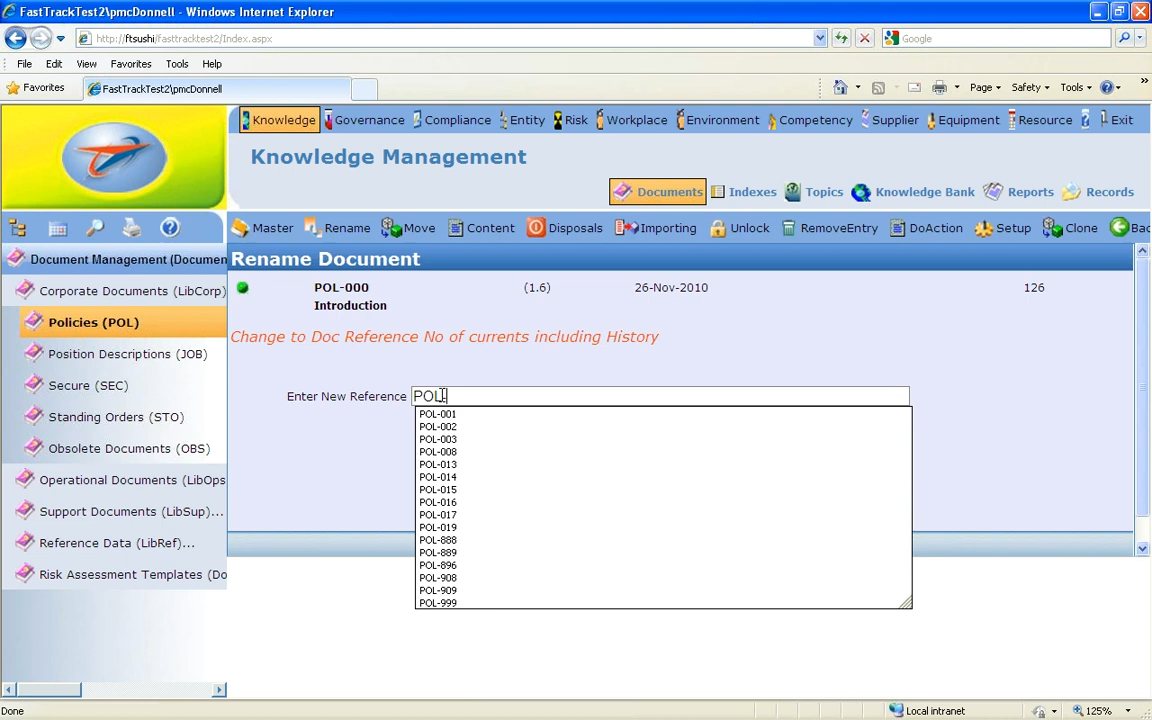 FastTrackTest2\pmcDonnell - Windows Internet Explorer
http://ftsushi/fasttracktest2/Index.aspx
Google
File Edit View Favorites Tools Help
Favorites FastTrackTest2\pmcDonnell Page Safety Tools
Knowledge Governance Compliance Entity Risk Workplace Environment Competency Supplier Equipment Resource Exit
Knowledge Management
Documents Indexes Topics Knowledge Bank Reports Records
Master Rename Move Content Disposals Importing Unlock RemoveEntry DoAction Setup Clone Bac
Document Management (Documen
Rename Document
Corporate Documents (LibCorp)
POL-000 (1.6) 26-Nov-2010 126
Introduction
Policies (POL)
Change to Doc Reference No of currents including History
Position Descriptions (JOB)
Secure (SEC)
Standing Orders (STO)
Obsolete Documents (OBS)
Operational Documents (LibOps
Support Documents (LibSup)...
Reference Data (LibRef)...
Risk Assessment Templates (Do
Enter New Reference POL-
POL-001
POL-002
POL-003
POL-008
POL-013
POL-014
POL-015
POL-016
POL-017
POL-019
POL-888
POL-889
POL-896
POL-908
POL-909
POL-999
Done Local intranet 125%